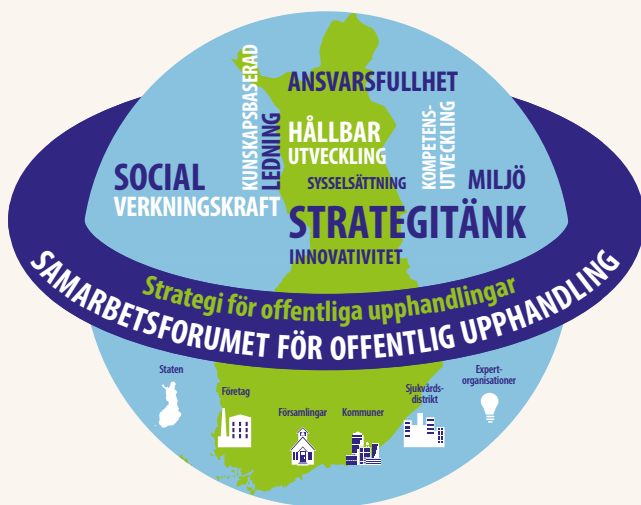 ANSVARSFULLHET
KUNSKAPSBASERAD
LEDNING
HÅLLBAR
UTVECKLING
KOMPETENS-
UTVECKLING
SOCIAL
VERKNINGSKRAFT
SYSSELSÄTTNING
MILJÖ
STRATEGITÄNK
INNOVATIVITET
Strategi för offentliga upphandlingar
SAMARBETSFORUMET FÖR OFFENTLIG UPPHANDLING
Staten
Företag
Församlingar
Kommuner
Sjukvårds-
distrikt
Expert-
organisationer